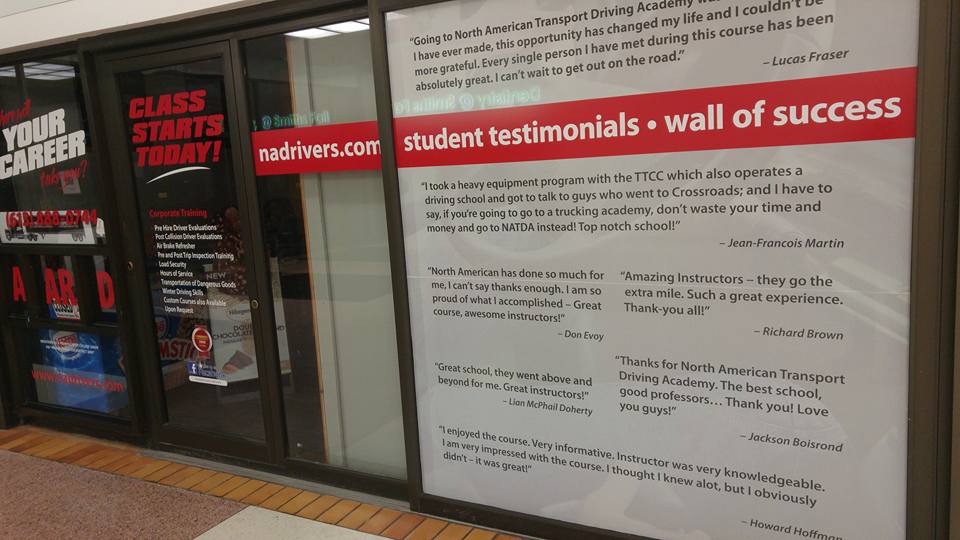 YOUR
CAREER
take you?
(613) 888-0744
A AR D
www.nadrivers.com
CLASS
STARTS
TODAY!
Corporate Training
Pre Hire Driver Evaluations
Post Collision Driver Evaluations
Air Brake Refresher
Pre and Post Trip Inspection Training
Load Security
Hours of Service
Transportation of Dangerous Goods
Winter Driving Skills
Custom Courses also Available
Upon Request
@ Smiths Fall
nadrivers.com
"Going to North American Transport Driving Academy
I have ever made, this opportunity has changed my life and I couldn't be
more grateful. Every single person I have met during this course has been
absolutely great. I can't wait to get out on the road."
– Lucas Fraser
student testimonials • wall of success
"I took a heavy equipment program with the TTCC which also operates a
driving school and got to talk to guys who went to Crossroads; and I have to
say, if you're going to go to a trucking academy, don't waste your time and
money and go to NATDA instead! Top notch school!"
– Jean-Francois Martin
"North American has done so much for
me, I can't say thanks enough. I am so
proud of what I accomplished – Great
course, awesome instructors!"
– Don Evoy
"Amazing Instructors – they go the
extra mile. Such a great experience.
Thank-you all!"
– Richard Brown
"Great school, they went above and
beyond for me. Great instructors!"
– Lian McPhail Doherty
"Thanks for North American Transport
Driving Academy. The best school,
good professors... Thank you! Love
you guys!"
– Jackson Boisrond
"I enjoyed the course. Very informative. Instructor was very knowledgeable.
I am very impressed with the course. I thought I knew alot, but I obviously
didn't – it was great!"
– Howard Hoffman